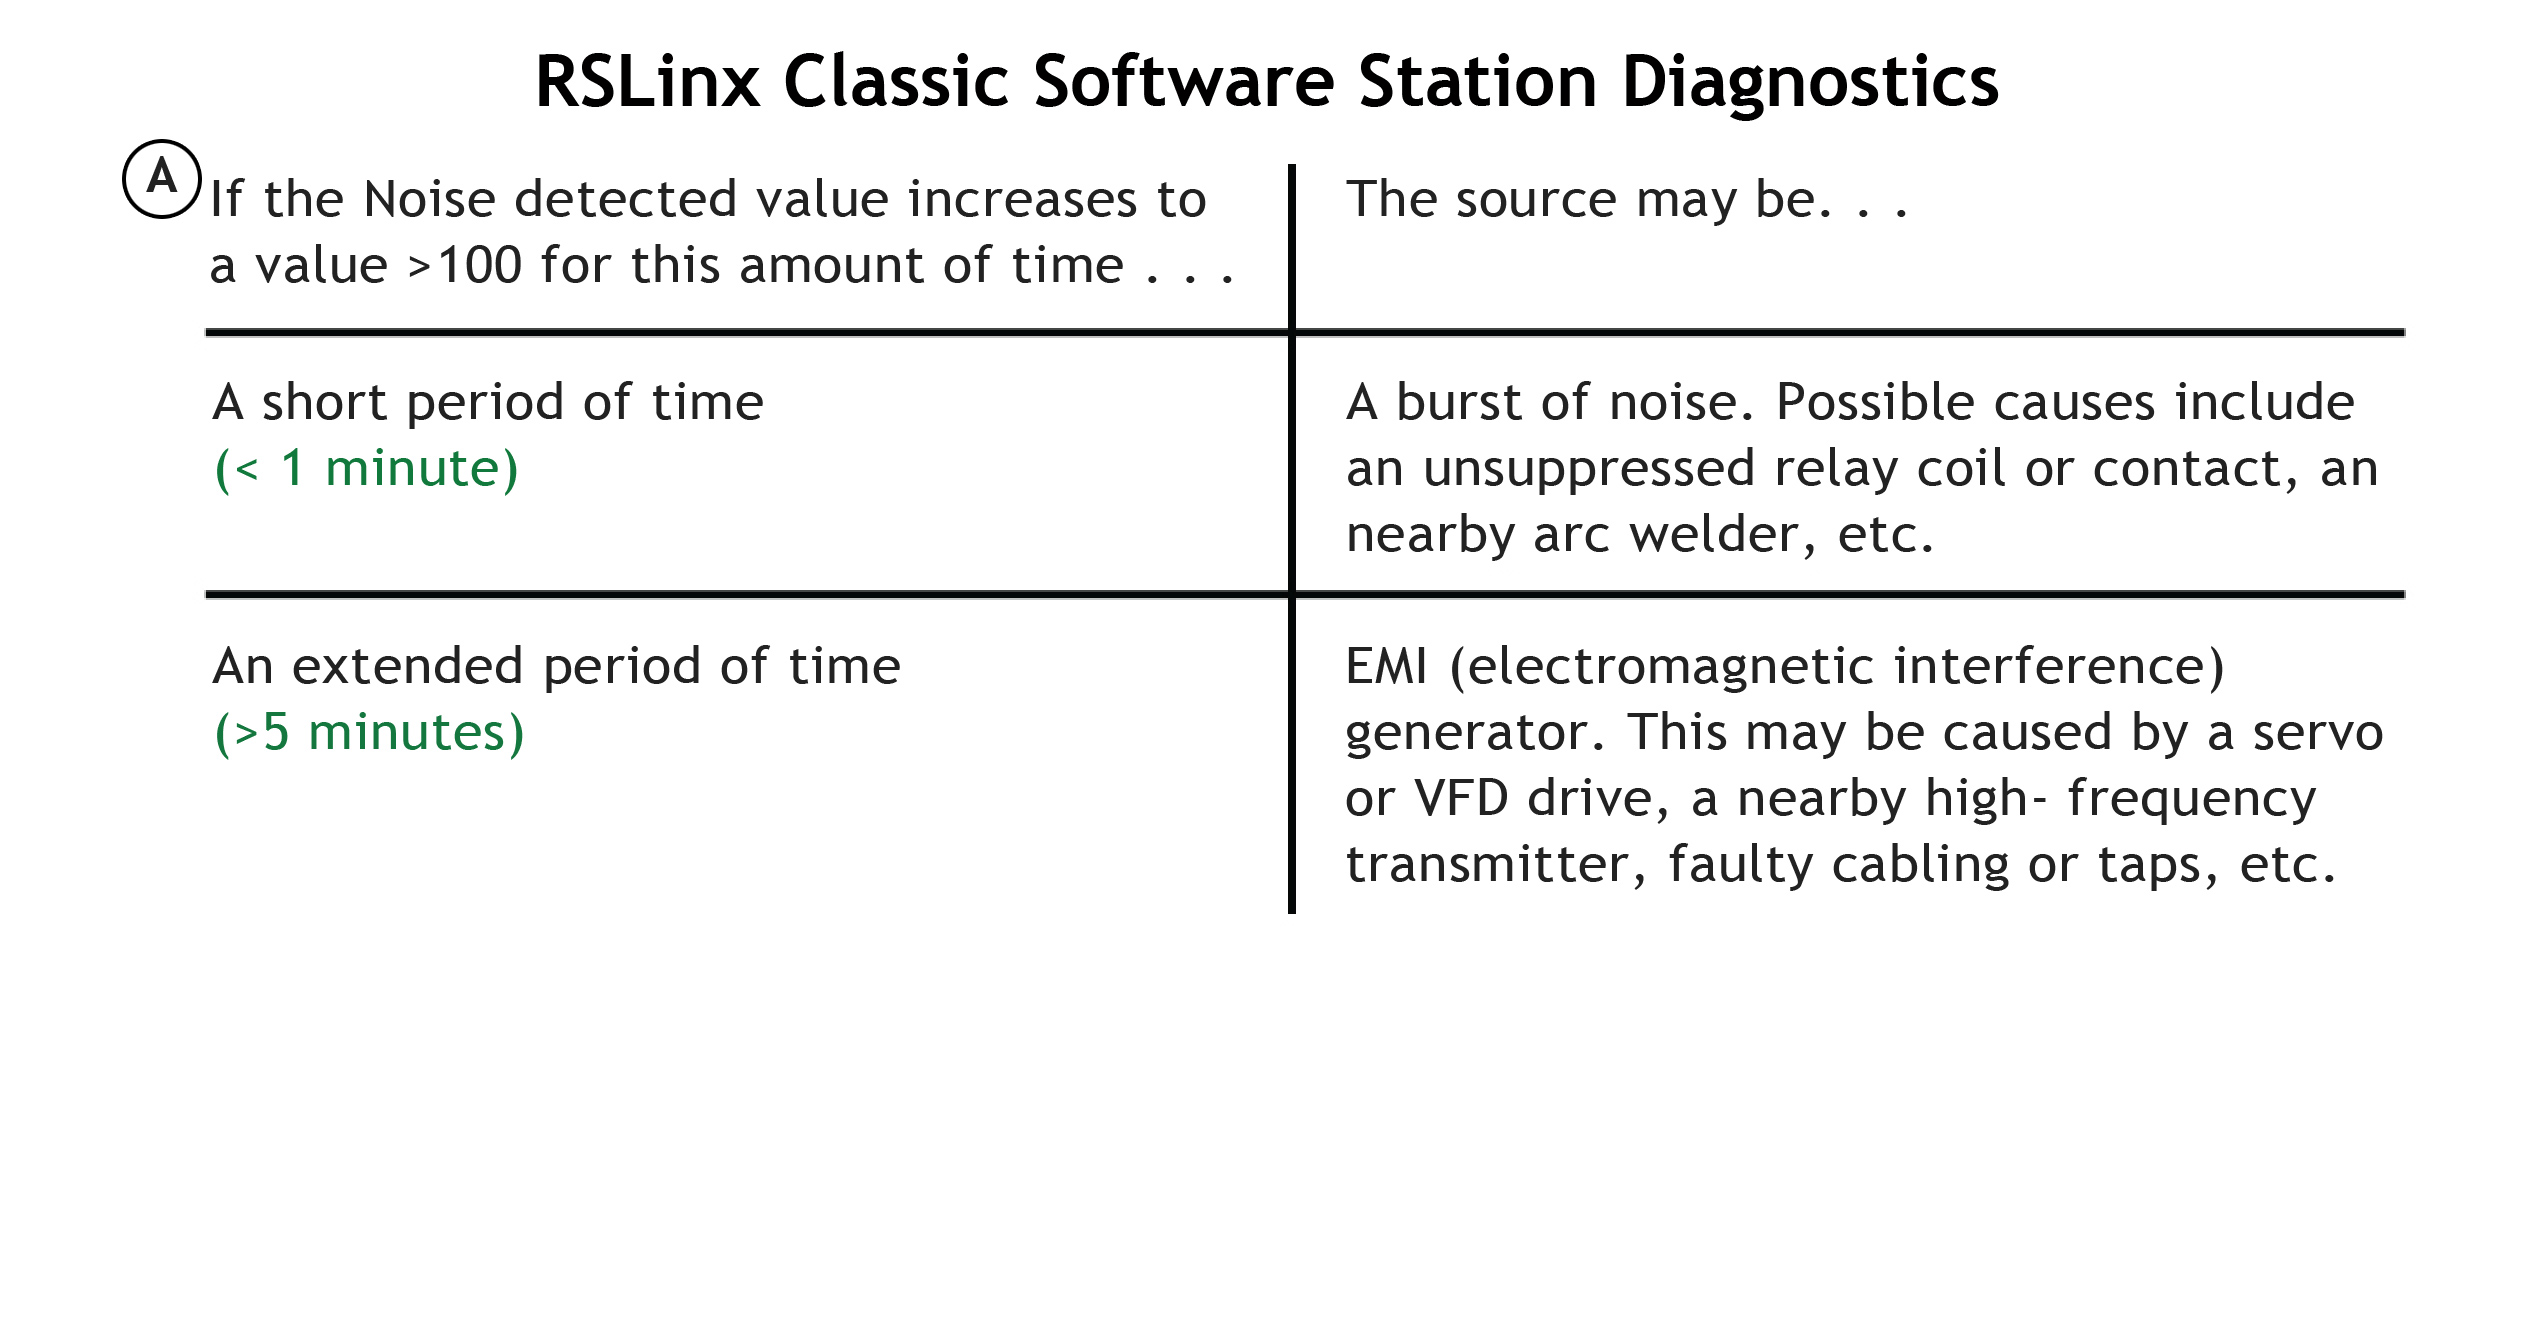 RSLinx Classic Software Station Diagnostics
A
If the Noise detected value increases to
a value >100 for this amount of time . . .
The source may be. . .
A short period of time
(< 1 minute)
A burst of noise. Possible causes include
an unsuppressed relay coil or contact, an
nearby arc welder, etc.
An extended period of time
(>5 minutes)
EMI (electromagnetic interference)
generator. This may be caused by a servo
or VFD drive, a nearby high- frequency
transmitter, faulty cabling or taps, etc.